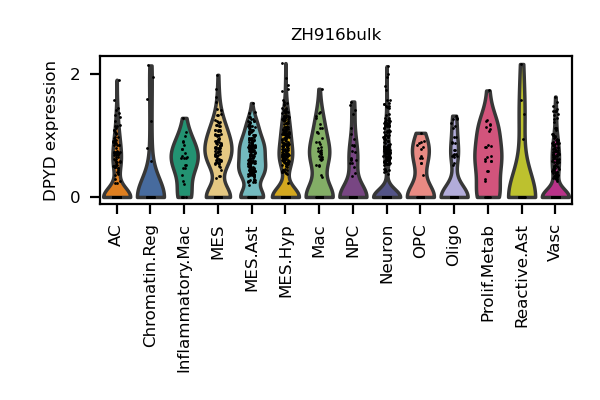 ZH916bulk
DPYD expression
2
0
AC
Chromatin.Reg
Inflammatory.Mac
MES
MES.Ast
MES.Hyp
Mac
NPC
Neuron
OPC
Oligo
Prolif.Metab
Reactive.Ast
Vasc